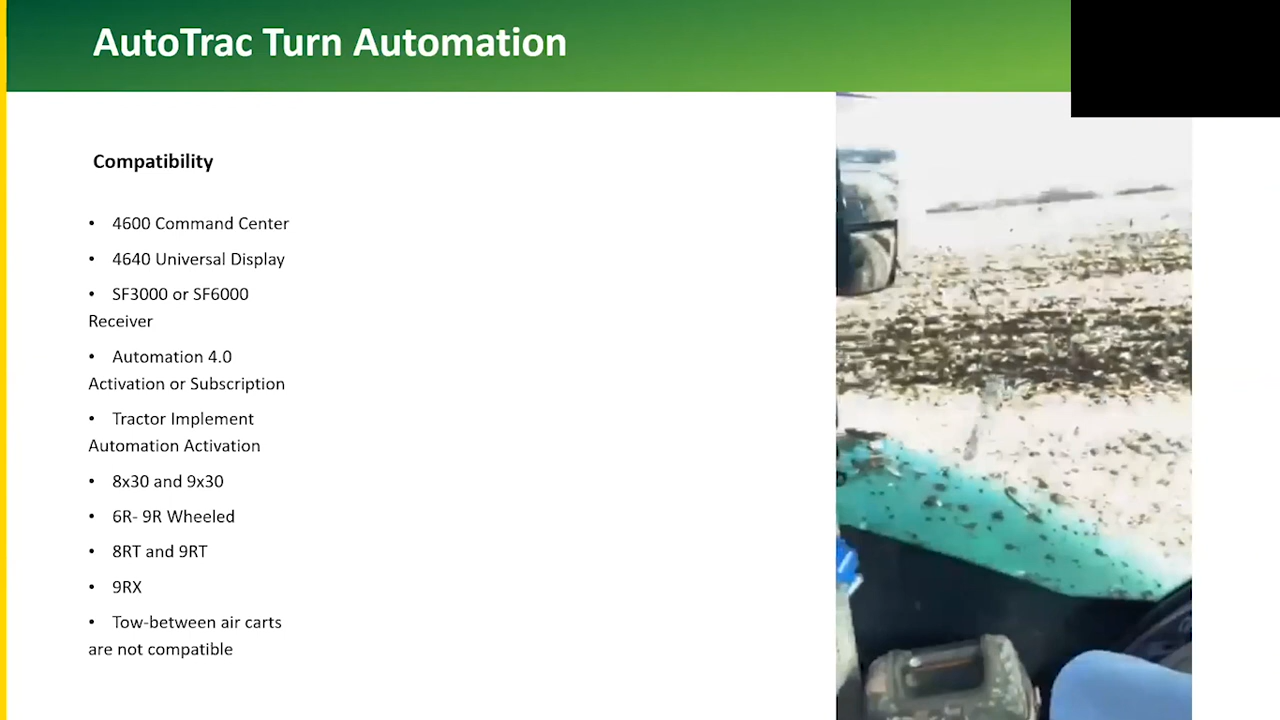 AutoTrac Turn Automation
Compatibility
• 4600 Command Center
• 4640 Universal Display
• SF3000 or SF6000
Receiver
• Automation 4.0
Activation or Subscription
• Tractor Implement
Automation Activation
• 8x30 and 9x30
• 6R- 9R Wheeled
• 8RT and 9RT
• 9RX
• Tow-between air carts
are not compatible